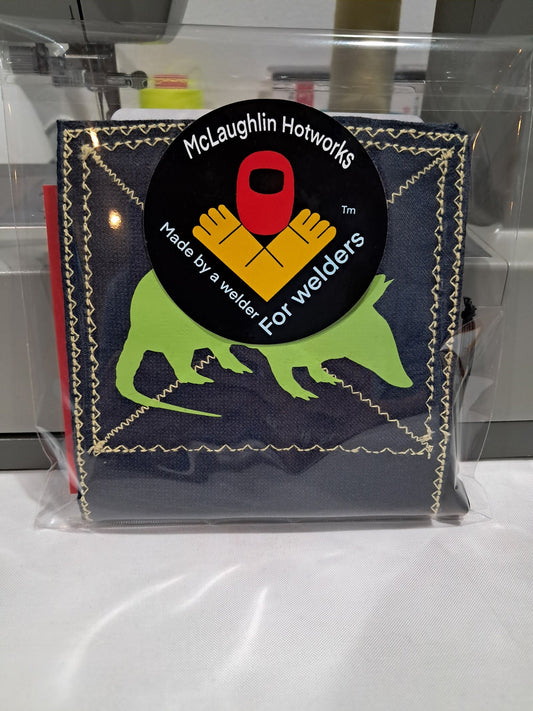 McLaughlin Hotworks
TM
Made by a welder
For welders